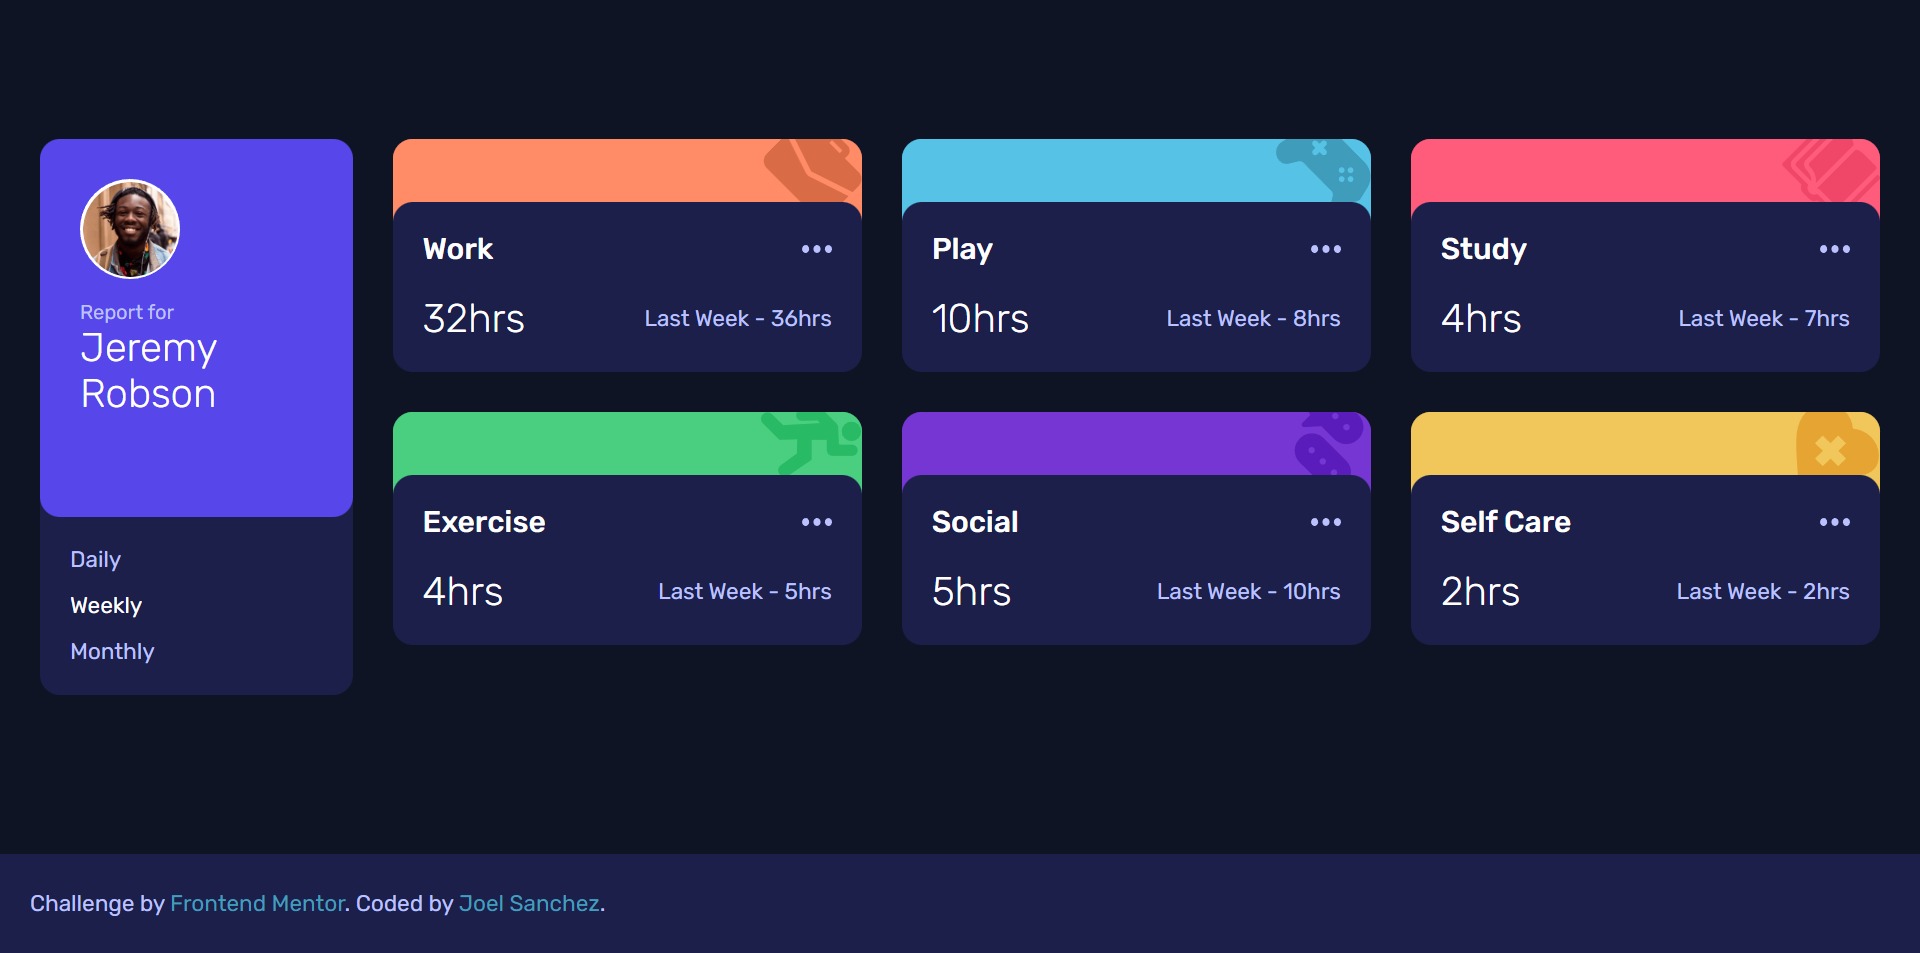 Report for
Jeremy
Robson
Daily
Weekly
Monthly
Work
32hrs
Last Week - 36hrs
Play
10hrs
Last Week - 8hrs
Study
4hrs
Last Week - 7hrs
Exercise
4hrs
Last Week - 5hrs
Social
5hrs
Last Week - 10hrs
Self Care
2hrs
Last Week - 2hrs
Challenge by Frontend Mentor. Coded by Joel Sanchez.